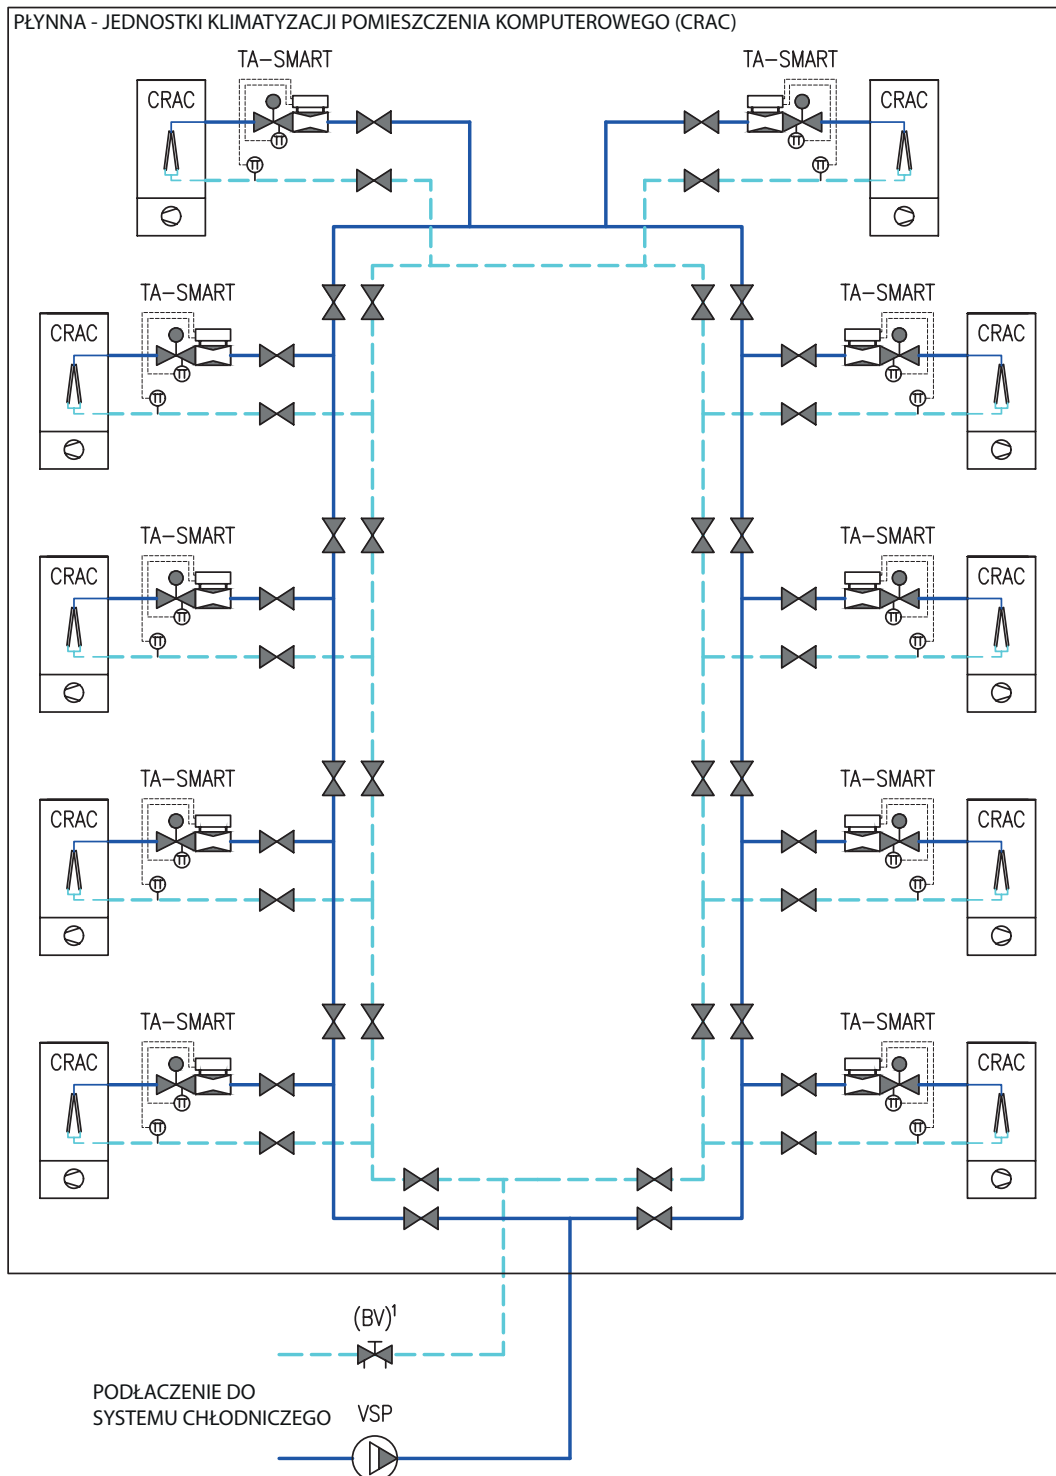 PŁYNNA - JEDNOSTKI KLIMATYZACJI POMIESZCZENIA KOMPUTEROWEGO (CRAC)
TA-SMART
TA-SMART
CRAC
CRAC
TA-SMART
TA-SMART
CRAC
CRAC
TA-SMART
TA-SMART
CRAC
CRAC
TA-SMART
TA-SMART
CRAC
CRAC
TA-SMART
TA-SMART
CRAC
CRAC
(BV)¹
PODŁACZENIE DO
SYSTEMU CHŁODNICZEGO
VSP